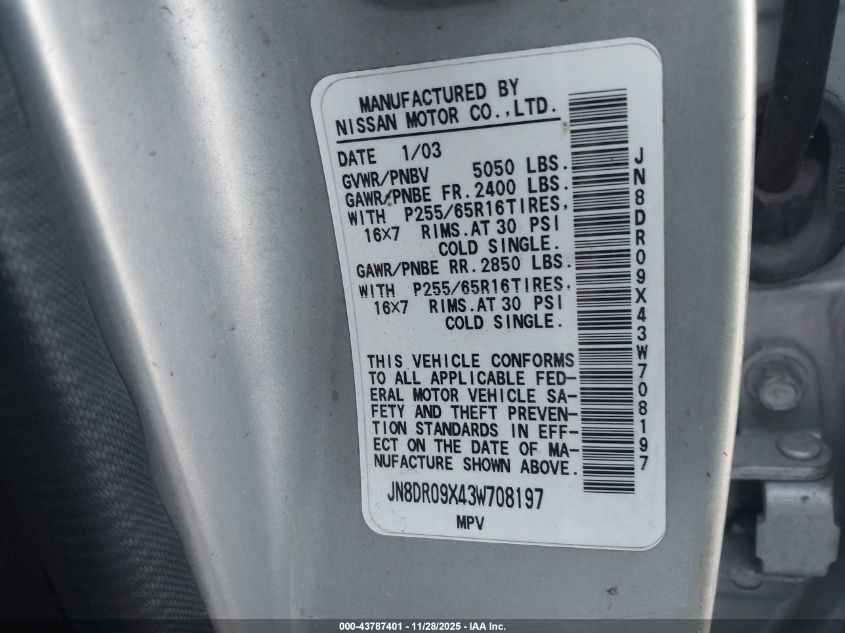 MANUFACTURED BY
NISSAN MOTOR CO.,LTD.
DATE 1/03
GVWR/PNBV 5050 LBS.
GAWR/PNBE FR. 2400 LBS.
WITH P255/65R16TIRES,
16X7 RIMS.AT 30 PSI
COLD SINGLE.
GAWR/PNBE RR. 2850 LBS.
WITH P255/65R16TIRES,
16X7 RIMS.AT 30 PSI
COLD SINGLE.
THIS VEHICLE CONFORMS
TO ALL APPLICABLE FED-
ERAL MOTOR VEHICLE SA-
FETY AND THEFT PREVEN-
TION STANDARDS IN EFF-
ECT ON THE DATE OF MA-
NUFACTURE SHOWN ABOVE.
JN8DR09X43W708197
MPV
JN8DR09X43W708197
000-43787401 - 11/28/2025 - IAA Inc.